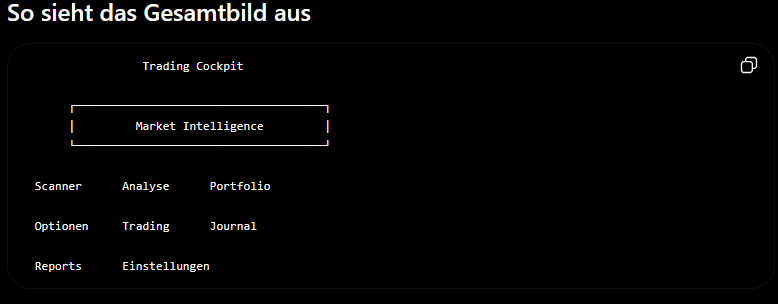 So sieht das Gesamtbild aus
Trading Cockpit
Market Intelligence
Scanner Analyse Portfolio
Optionen Trading Journal
Reports Einstellungen